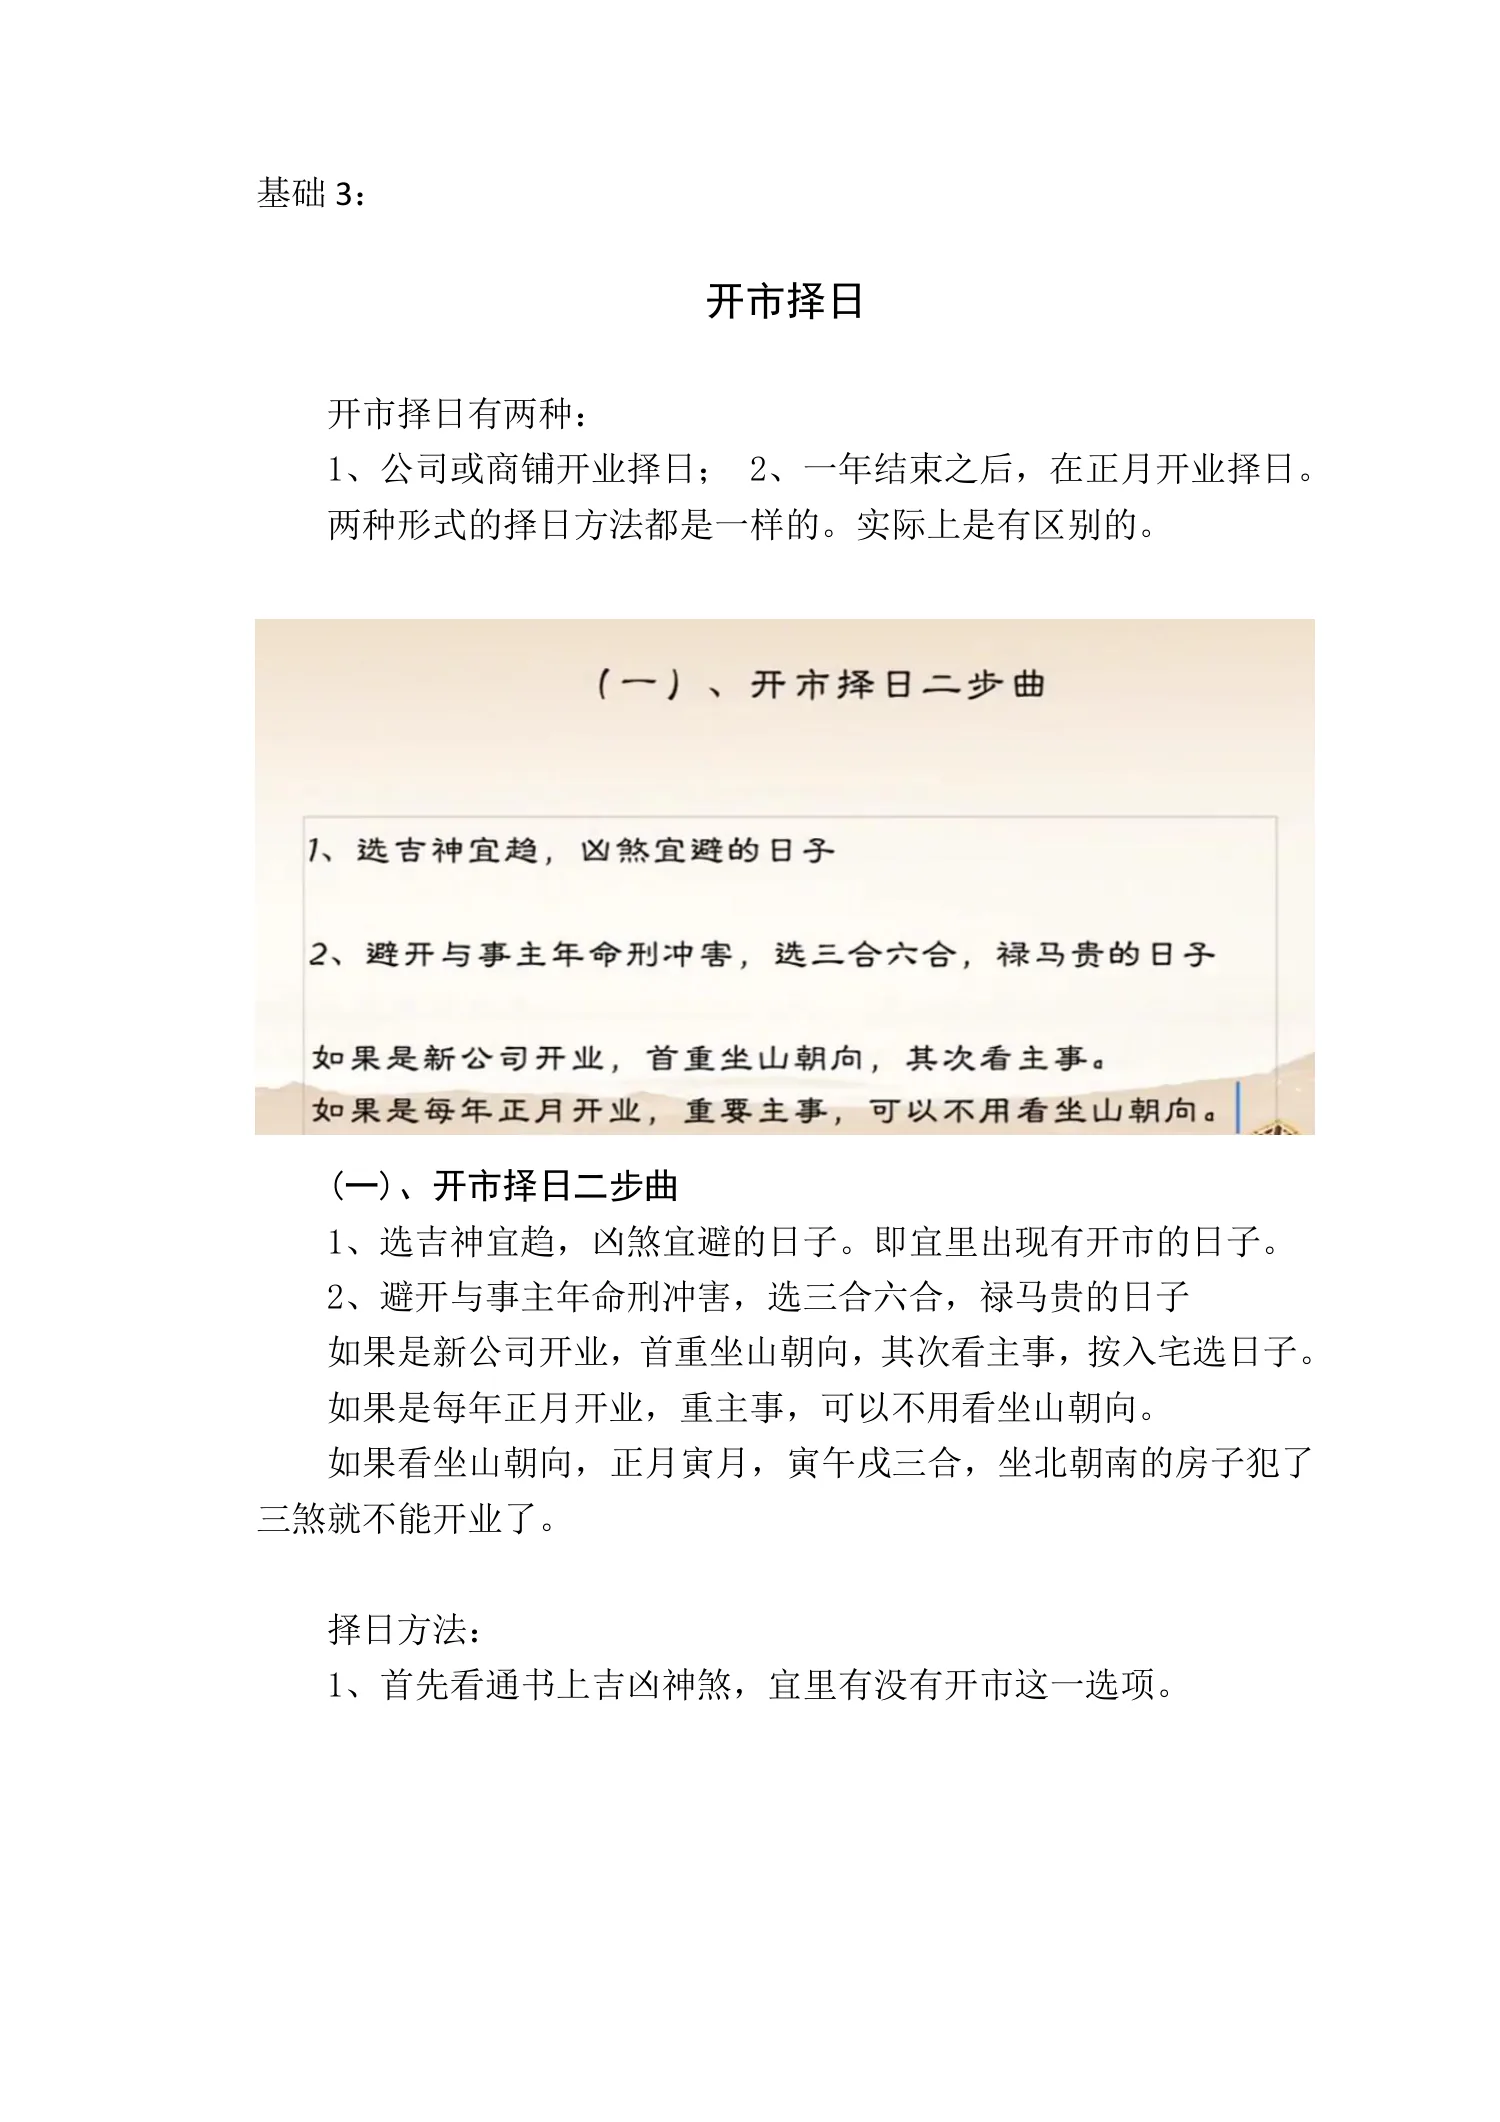 基础 3：
开市择日
开市择日有两种：
1、公司或商铺开业择日； 2、一年结束之后，在正月开业择日。
两种形式的择日方法都是一样的。实际上是有区别的。
（一）、开市择日二步曲
1、选吉神宜趋，凶煞宜避的日子
2、避开与事主年命刑冲害，选三合六合，禄马贵的日子
如果是新公司开业，首重坐山朝向，其次看主事。
如果是每年正月开业，重要主事，可以不用看坐山朝向。
(一)、开市择日二步曲
1、选吉神宜趋，凶煞宜避的日子。即宜里出现有开市的日子。
2、避开与事主年命刑冲害，选三合六合，禄马贵的日子
如果是新公司开业，首重坐山朝向，其次看主事，按入宅选日子。
如果是每年正月开业，重主事，可以不用看坐山朝向。
如果看坐山朝向，正月寅月，寅午戌三合，坐北朝南的房子犯了
三煞就不能开业了。
择日方法：
1、首先看通书上吉凶神煞，宜里有没有开市这一选项。